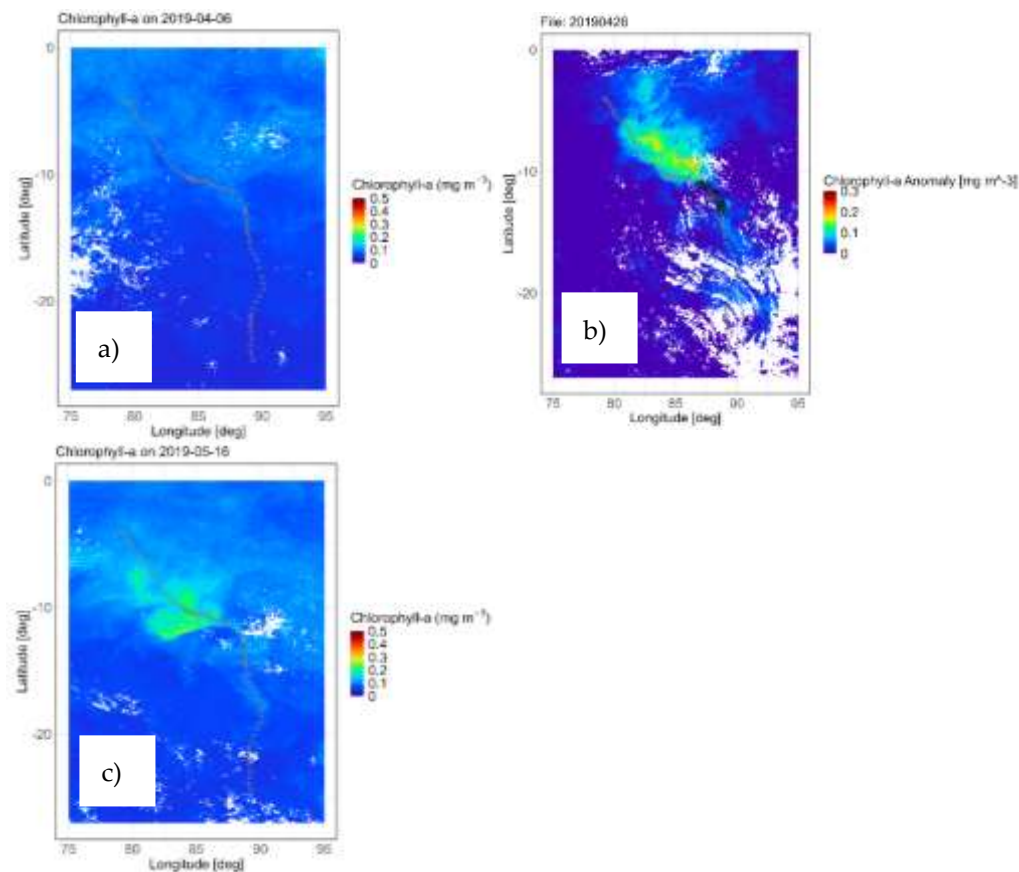 Chlorophyll-a on 2019-04-06
0
-10
-20
Latitude [deg]
75 80 85 90 95
Longitude [deg]
Chlorophyll-a (mg m⁻³)
0.5
0.4
0.3
0.2
0.1
0
a)
File: 20190426
0
-10
-20
Latitude [deg]
75 80 85 90 95
Longitude [deg]
Chlorophyll-a Anomaly [mg m^-3]
0.3
0.2
0.1
0
b)
Chlorophyll-a on 2019-05-16
0
-10
-20
Latitude [deg]
75 80 85 90 95
Longitude [deg]
Chlorophyll-a (mg m⁻³)
0.5
0.4
0.3
0.2
0.1
0
c)